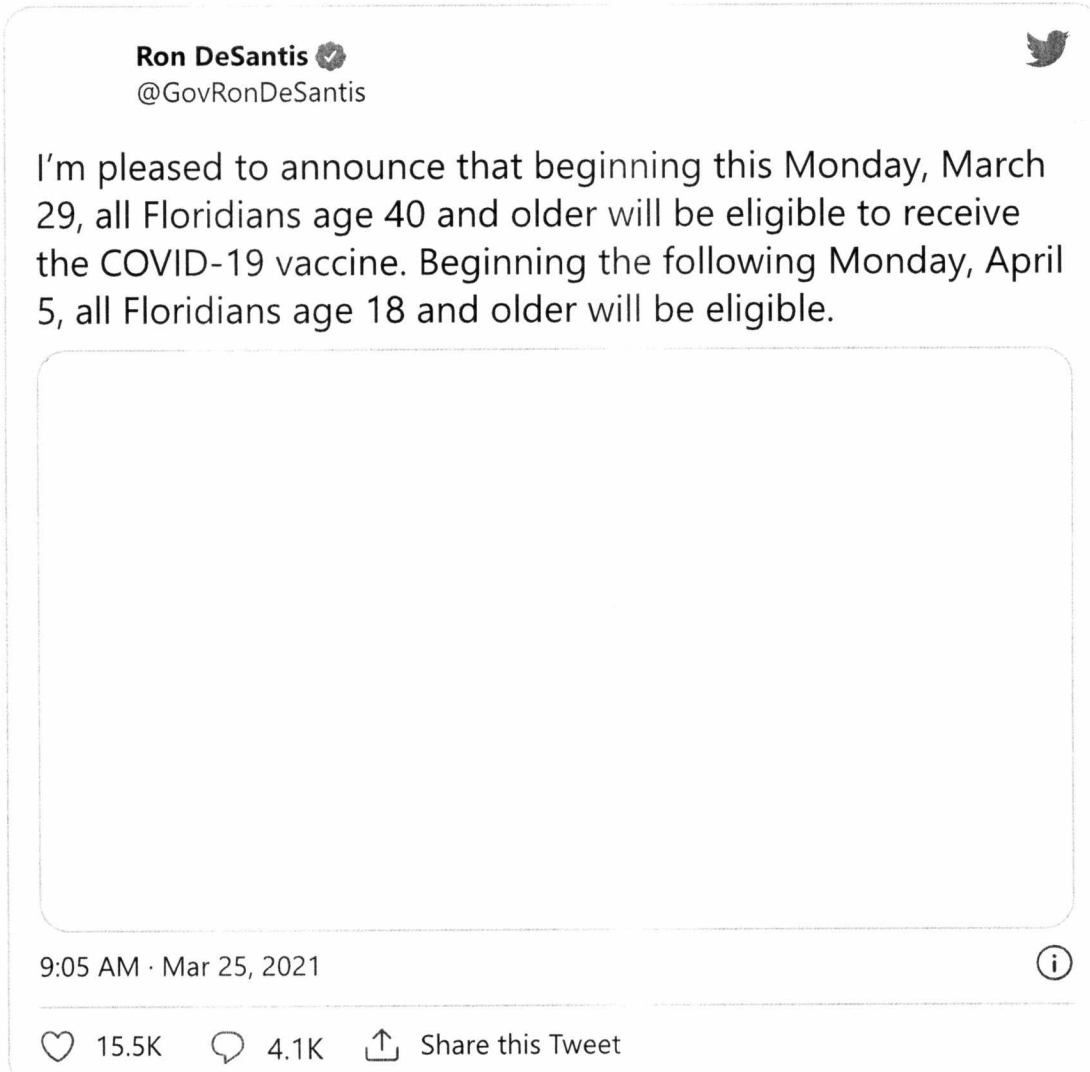 Ron DeSantis
@GovRonDeSantis
I'm pleased to announce that beginning this Monday, March
29, all Floridians age 40 and older will be eligible to receive
the COVID-19 vaccine. Beginning the following Monday, April
5, all Floridians age 18 and older will be eligible.
9:05 AM · Mar 25, 2021
15.5K 4.1K Share this Tweet